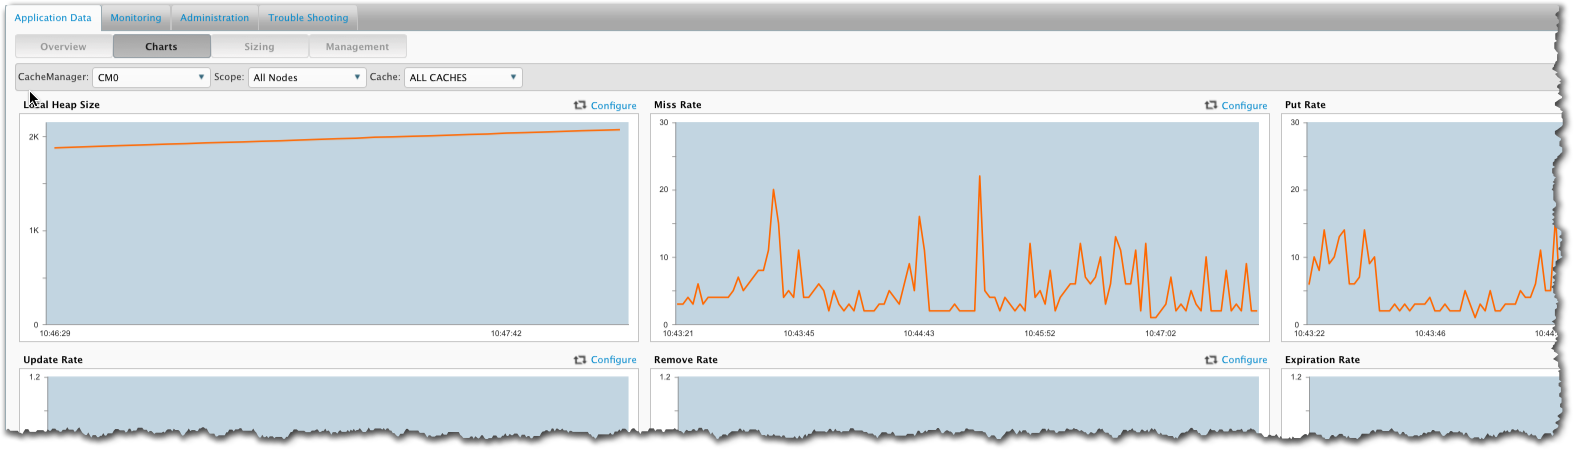 Application Data Monitoring Administration Trouble Shooting
Overview Charts Sizing Management
CacheManager: CM0 Scope: All Nodes Cache: ALL CACHES
Local Heap Size Configure Miss Rate Configure Put Rate
2K
1K
0
10:46:29 10:47:42
30
20
10
0
10:43:21 10:43:45 10:44:43 10:45:52 10:47:02
30
20
10
0
10:43:22 10:43:46 10:44:
Update Rate Configure Remove Rate Configure Expiration Rate
1.2 1.2 1.2